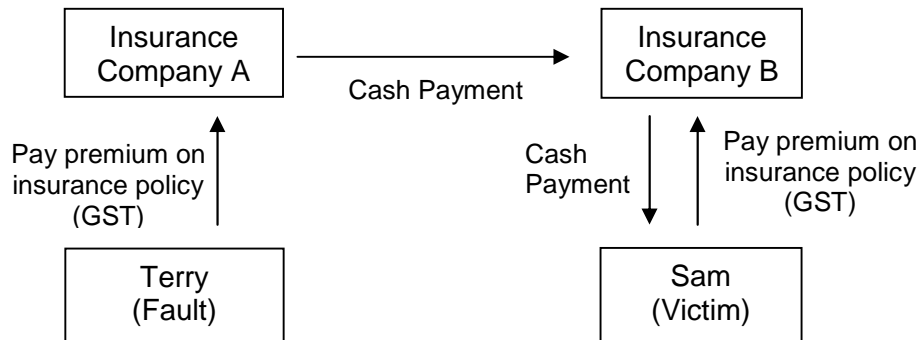 Insurance
Company A
Insurance
Company B
Cash Payment
Pay premium on
insurance policy
(GST)
Cash
Payment
Pay premium on
insurance policy
(GST)
Terry
(Fault)
Sam
(Victim)